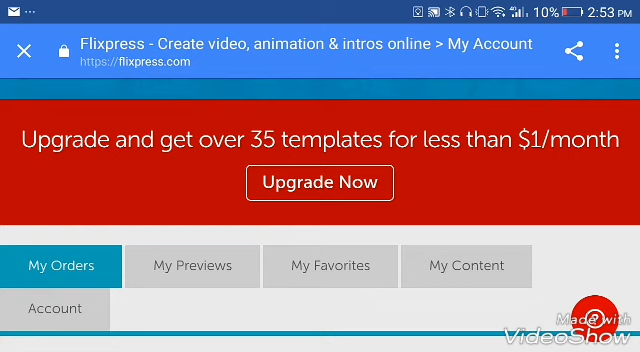 10% 2:53 PM
Flixpress - Create video, animation & intros online > My Account
https://flixpress.com
Upgrade and get over 35 templates for less than $1/month
Upgrade Now
My Orders My Previews My Favorites My Content
Account
Made with
VideoShow